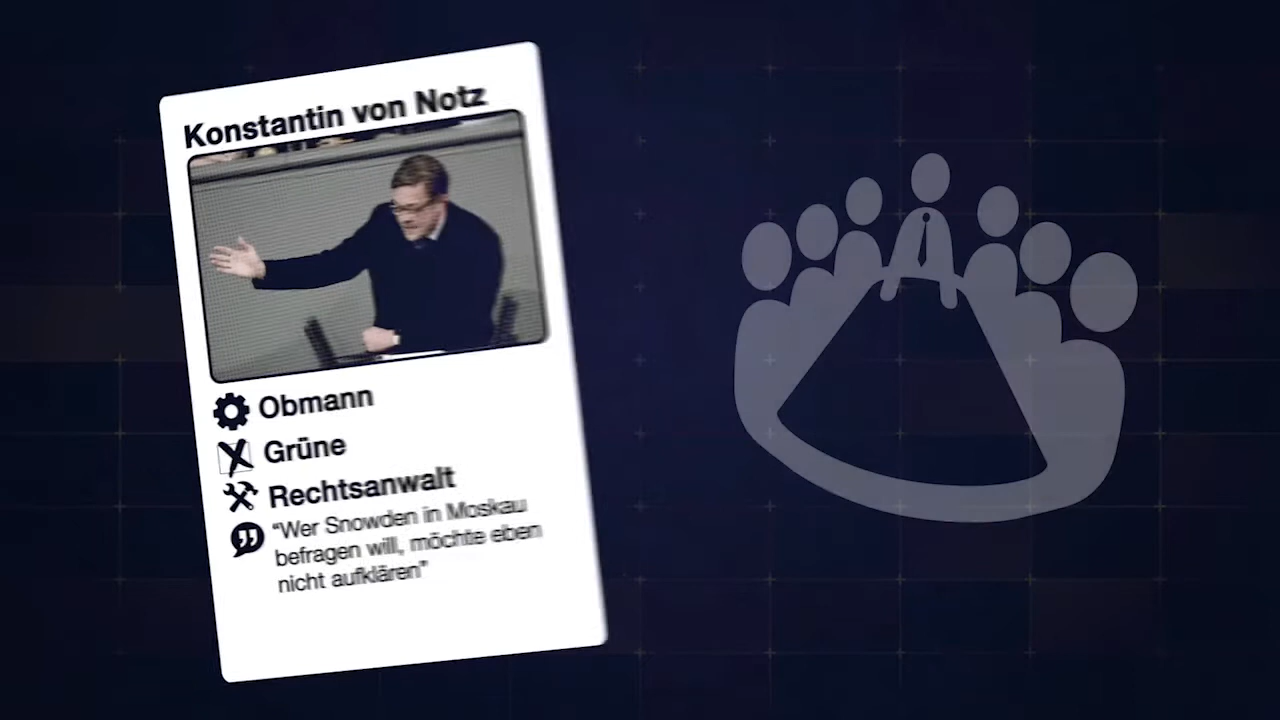 Konstantin von Notz
Obmann
Grüne
Rechtsanwalt
“Wer Snowden in Moskau
befragen will, möchte eben
nicht aufklären”